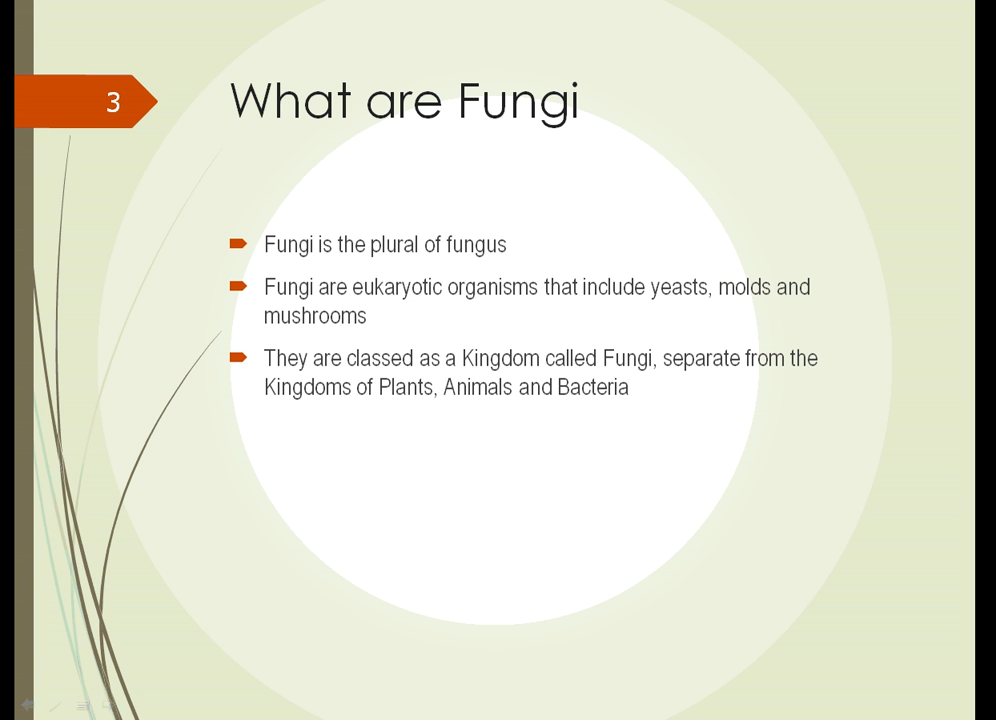 3
What are Fungi
Fungi is the plural of fungus
Fungi are eukaryotic organisms that include yeasts, molds and
mushrooms
They are classed as a Kingdom called Fungi, separate from the
Kingdoms of Plants, Animals and Bacteria